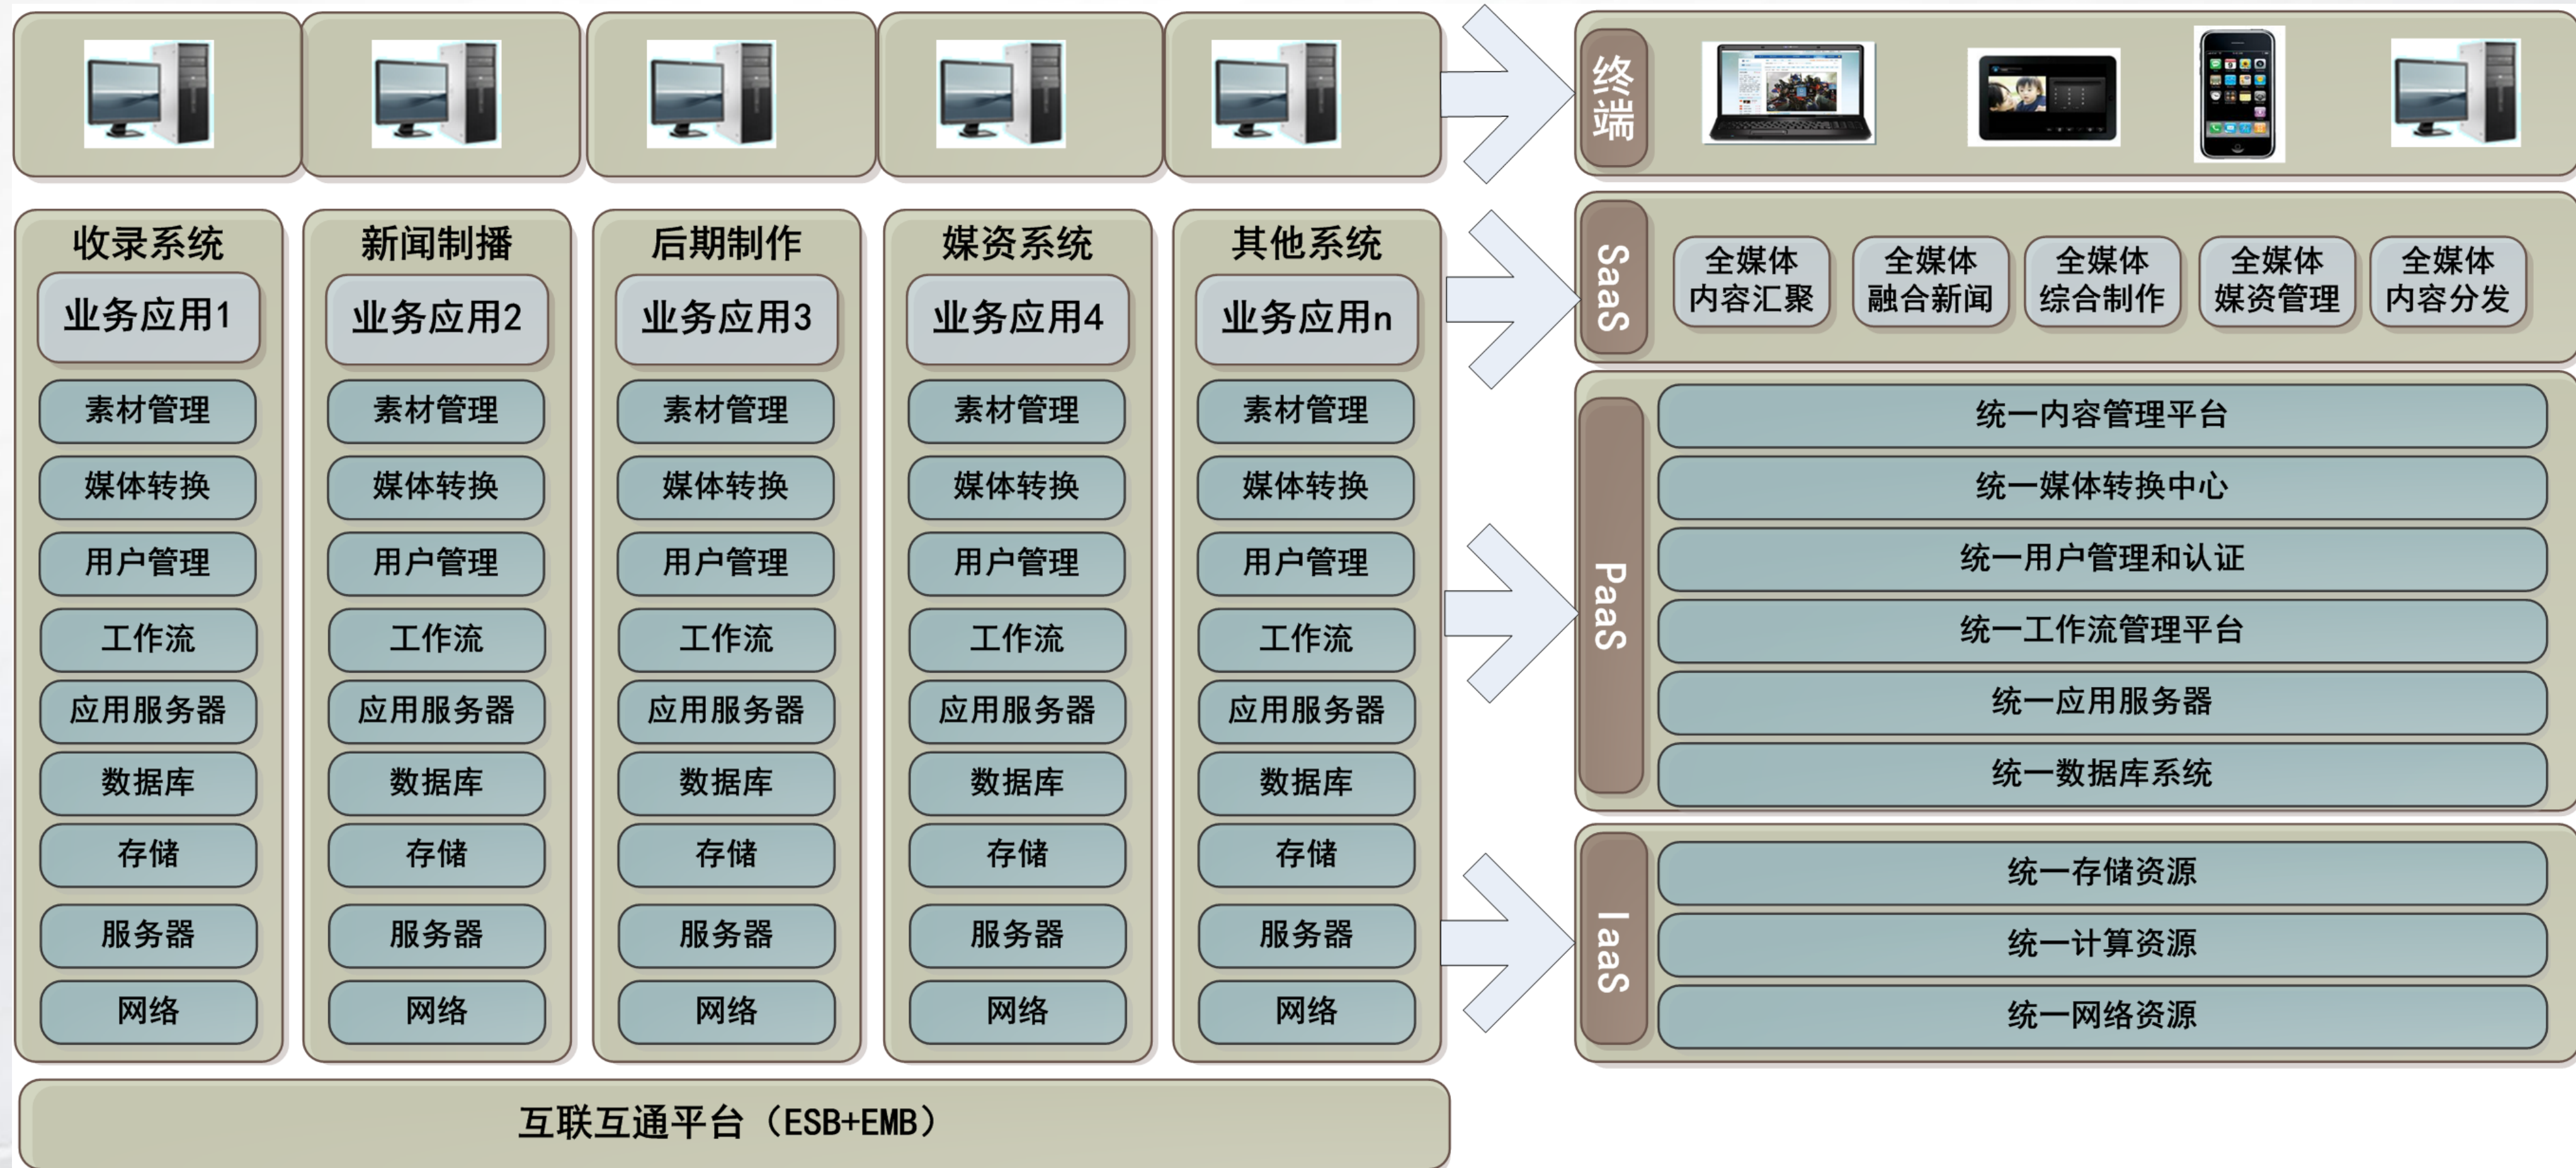 终端
收录系统
新闻制播
后期制作
媒资系统
其他系统
业务应用1
业务应用2
业务应用3
业务应用4
业务应用n
素材管理
素材管理
素材管理
素材管理
素材管理
媒体转换
媒体转换
媒体转换
媒体转换
媒体转换
用户管理
用户管理
用户管理
用户管理
用户管理
工作流
工作流
工作流
工作流
工作流
应用服务器
应用服务器
应用服务器
应用服务器
应用服务器
数据库
数据库
数据库
数据库
数据库
存储
存储
存储
存储
存储
服务器
服务器
服务器
服务器
服务器
网络
网络
网络
网络
网络
互联互通平台（ESB+EMB）
SaaS
全媒体
内容汇聚
全媒体
融合新闻
全媒体
综合制作
全媒体
媒资管理
全媒体
内容分发
PaaS
统一内容管理平台
统一媒体转换中心
统一用户管理和认证
统一工作流管理平台
统一应用服务器
统一数据库系统
IaaS
统一存储资源
统一计算资源
统一网络资源